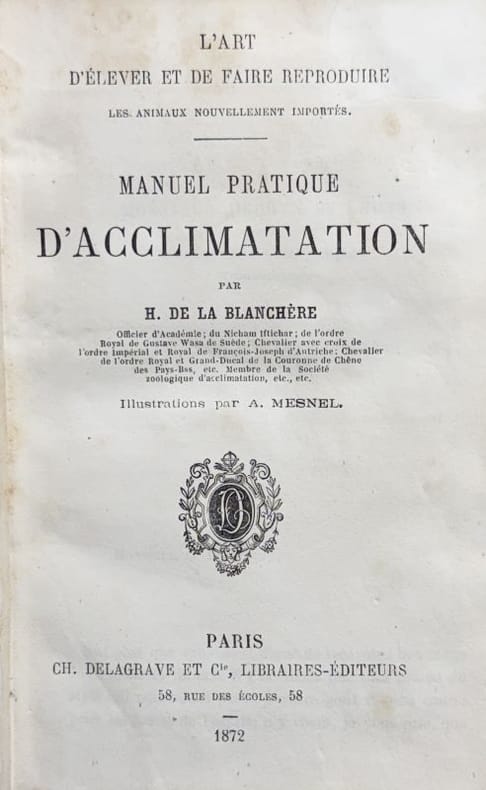 L'ART
D'ÉLEVER ET DE FAIRE REPRODUIRE
LES ANIMAUX NOUVELLEMENT IMPORTÉS.
MANUEL PRATIQUE
D'ACCLIMATATION
PAR
H. DE LA BLANCHÈRE
Officier d'Académie; du Nicham Iftichar; de l'ordre
Royal de Gustave Wasa de Suède; Chevalier avec croix de
l'ordre Impérial et Royal de François-Joseph d'Autriche; Chevalier
de l'ordre Royal et Grand-Ducal de la Couronne de Chêne
des Pays-Bas, etc. Membre de la Société
zoologique d'acclimatation, etc., etc.
Illustrations par A. MESNEL.
D
PARIS
CH. DELAGRAVE ET Cie, LIBRAIRES-ÉDITEURS
58, RUE DES ÉCOLES, 58
1872